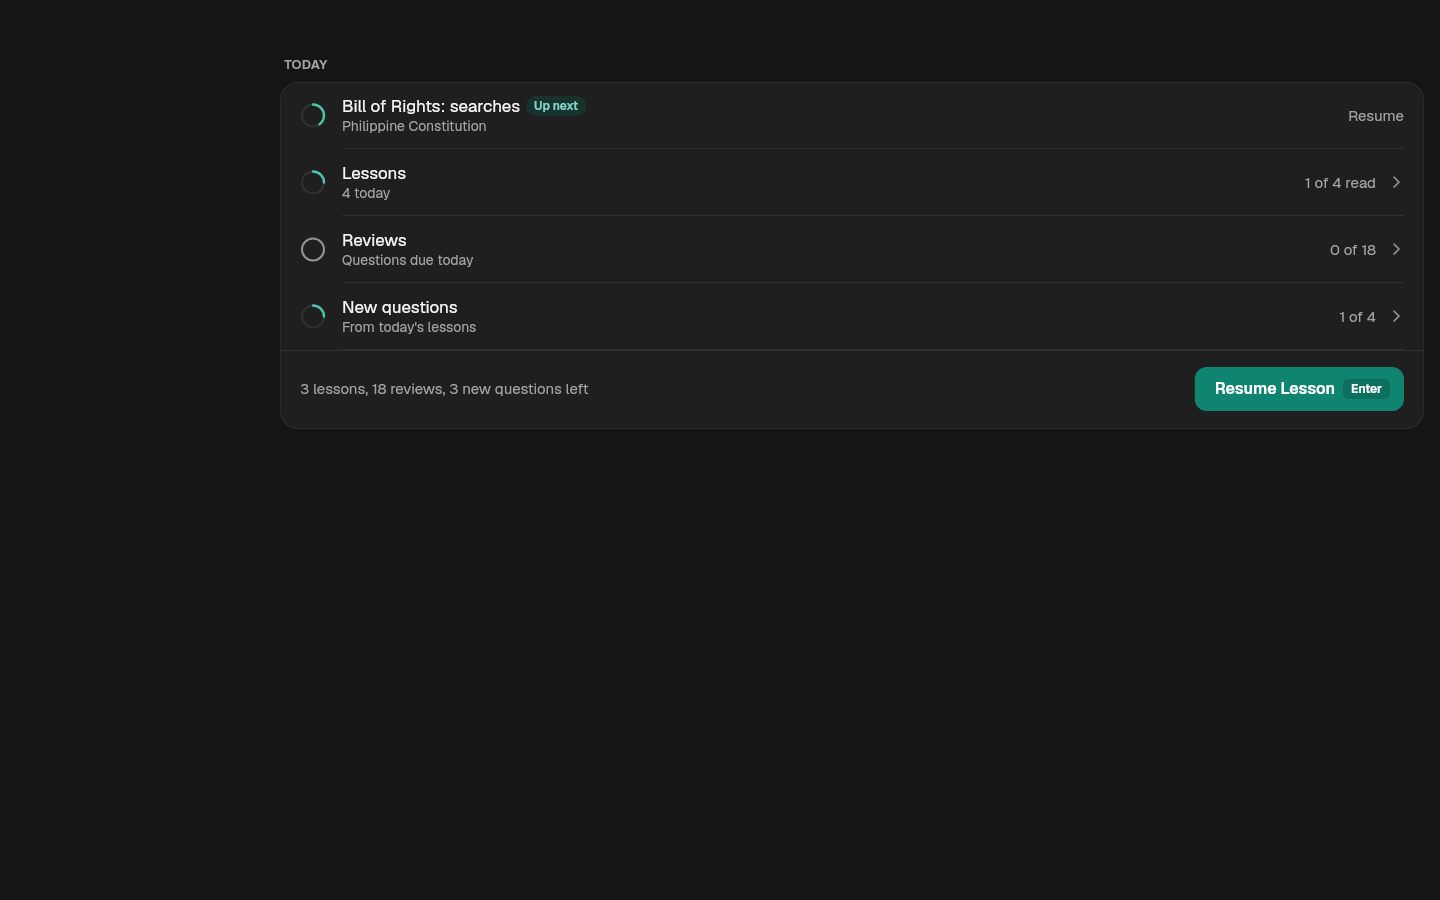 TODAY
Bill of Rights: searches Up next
Philippine Constitution
Resume
Lessons
4 today
1 of 4 read
Reviews
Questions due today
0 of 18
New questions
From today's lessons
1 of 4
3 lessons, 18 reviews, 3 new questions left
Resume Lesson Enter